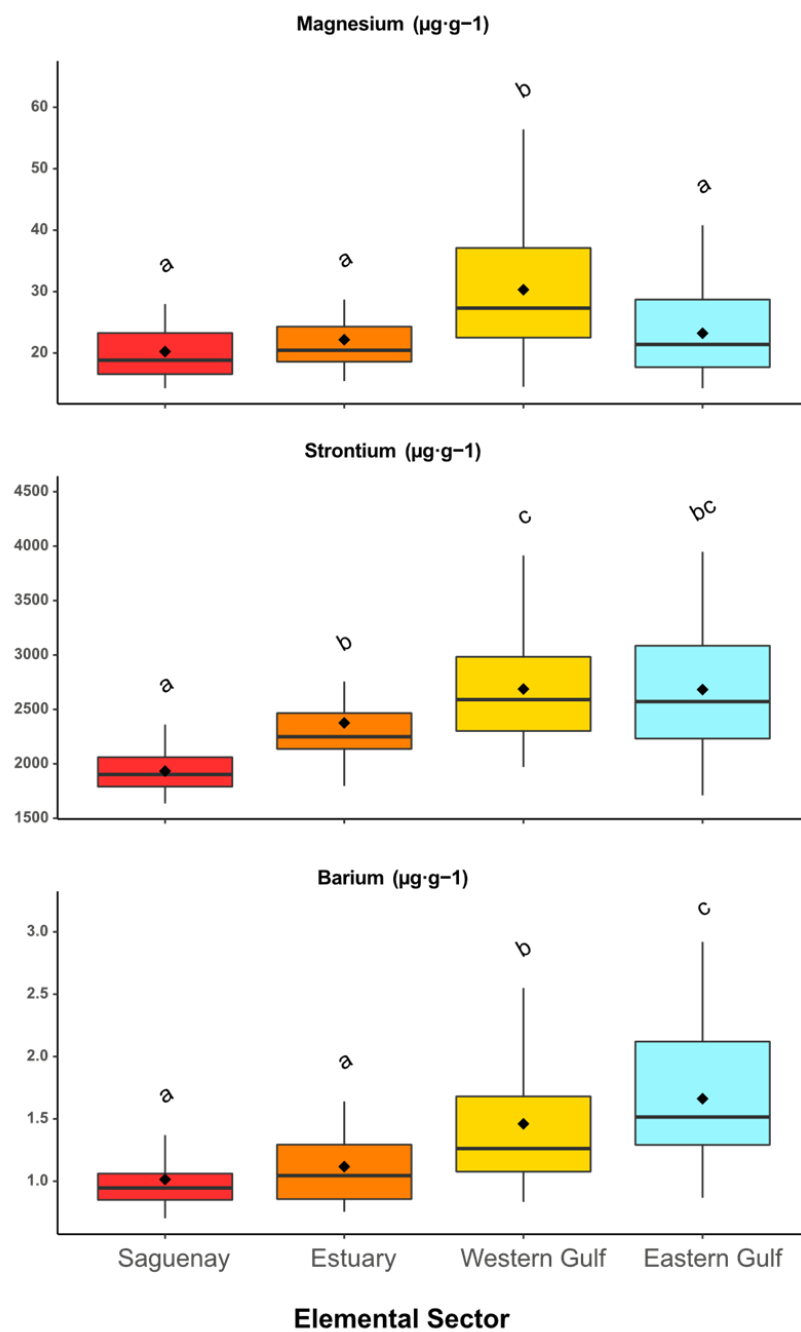 Magnesium (µg·g−1)
60
50
40
30
20
a
a
b
a
Strontium (µg·g−1)
4500
4000
3500
3000
2500
2000
1500
a
b
c
bc
Barium (µg·g−1)
3.0
2.5
2.0
1.5
1.0
a
a
b
c
Saguenay Estuary Western Gulf Eastern Gulf
Elemental Sector